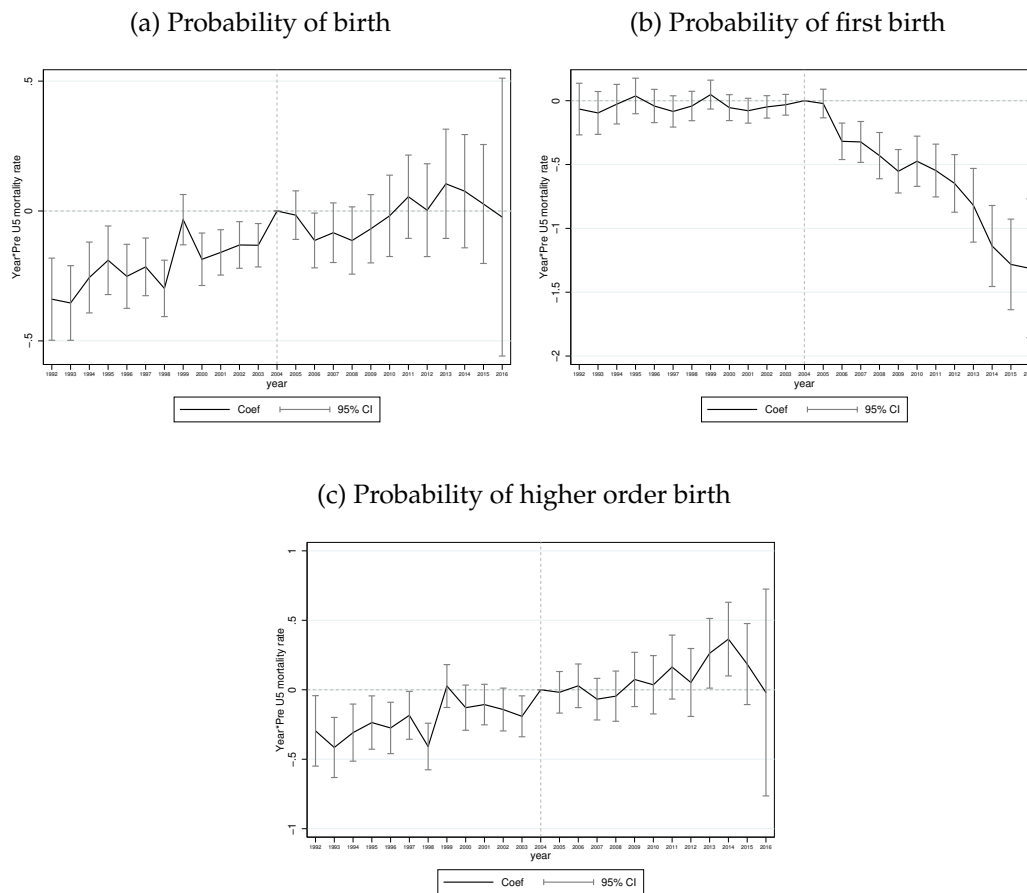 (a) Probability of birth
Year*Pre U5 mortality rate
.5
0
-.5
1992 1993 1994 1995 1996 1997 1998 1999 2000 2001 2002 2003 2004 2005 2006 2007 2008 2009 2010 2011 2012 2013 2014 2015 2016
year
Coef 95% CI
(b) Probability of first birth
Year*Pre U5 mortality rate
0
-.5
-1
-1.5
-2
1992 1993 1994 1995 1996 1997 1998 1999 2000 2001 2002 2003 2004 2005 2006 2007 2008 2009 2010 2011 2012 2013 2014 2015
year
Coef 95% CI
(c) Probability of higher order birth
Year*Pre U5 mortality rate
1
.5
0
-.5
-1
1992 1993 1994 1995 1996 1997 1998 1999 2000 2001 2002 2003 2004 2005 2006 2007 2008 2009 2010 2011 2012 2013 2014 2015 2016
year
Coef 95% CI